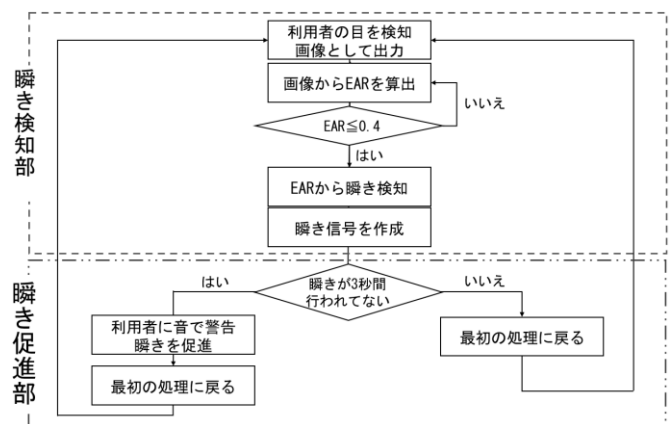 瞬き検知部
利用者の目を検知
画像として出力
画像からEARを算出
いいえ
EAR≦0.4
はい
EARから瞬き検知
瞬き信号を作成
瞬き促進部
はい
瞬きが3秒間
行われてない
いいえ
利用者に音で警告
瞬きを促進
最初の処理に戻る
最初の処理に戻る